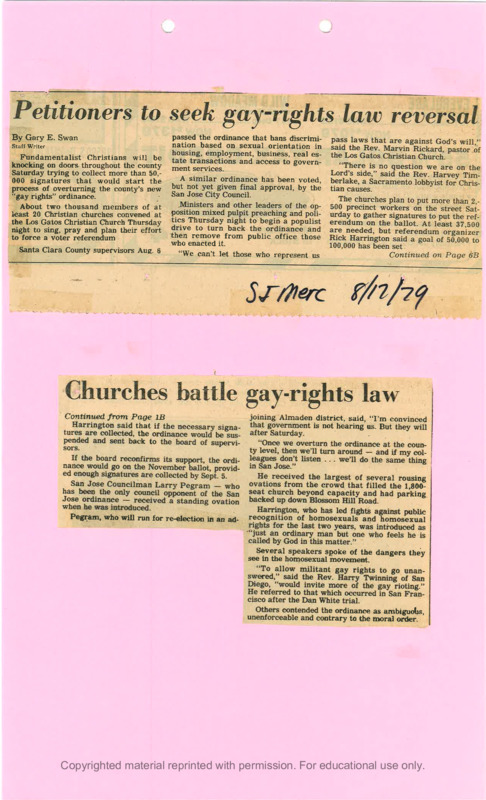 Petitioners to seek gay-rights law reversal
By Gary E. Swan
Staff Writer
Fundamentalist Christians will be
knocking on doors throughout the county
Saturday trying to collect more than 50,-
000 signatures that would start the
process of overturning the county's new
"gay rights" ordinance.
About two thousand members of at
least 20 Christian churches convened at
the Los Gatos Christian Church Thursday
night to sing, pray and plan their effort
to force a voter referendum
Santa Clara County supervisors Aug. 6
passed the ordinance that bans discrimi-
nation based on sexual orientation in
housing, employment, business, real es-
tate transactions and access to govern-
ment services.
A similar ordinance has been voted,
but not yet given final approval, by the
San Jose City Council.
Ministers and other leaders of the op-
position mixed pulpit preaching and poli-
tics Thursday night to begin a populist
drive to turn back the ordinance and
then remove from public office those
who enacted it.
"We can't let those who represent us
pass laws that are against God's will,"
said the Rev. Marvin Rickard, pastor of
the Los Gatos Christian Church.
"There is no question we are on the
Lord's side," said the Rev. Harvey Tim-
berlake, a Sacramento lobbyist for Chris-
tian causes.
The churches plan to put more than 2,-
500 precinct workers on the street Sat-
urday to gather signatures to put the ref-
erendum on the ballot. At least 37,500
are needed, but referendum organizer
Rick Harrington said a goal of 50,000 to
100,000 has been set
Continued on Page 6B
SJ Merc 8/17/79
Churches battle gay-rights law
Continued from Page 1B
Harrington said that if the necessary signa-
tures are collected, the ordinance would be sus-
pended and sent back to the board of supervi-
sors.
If the board reconfirms its support, the ordi-
nance would go on the November ballot, provid-
ed enough signatures are collected by Sept. 5.
San Jose Councilman Larry Pegram — who
has been the only council opponent of the San
Jose ordinance — received a standing ovation
when he was introduced.
Pegram, who will run for re-election in an ad-
joining Almaden district, said, "I'm convinced
that government is not hearing us. But they will
after Saturday.
"Once we overturn the ordinance at the coun-
ty level, then we'll turn around — and if my col-
leagues don't listen . . . we'll do the same thing
in San Jose."
He received the largest of several rousing
ovations from the crowd that filled the 1,800-
seat church beyond capacity and had parking
backed up down Blossom Hill Road.
Harrington, who has led fights against public
recognition of homosexuals and homosexual
rights for the last two years, was introduced as
"just an ordinary man but one who feels he is
called by God in this matter."
Several speakers spoke of the dangers they
see in the homosexual movement.
"To allow militant gay rights to go unan-
swered," said the Rev. Harry Twinning of San
Diego, "would invite more of the gay rioting."
He referred to that which occurred in San Fran-
cisco after the Dan White trial.
Others contended the ordinance as ambiguous,
unenforceable and contrary to the moral order.
Copyrighted material reprinted with permission. For educational use only.